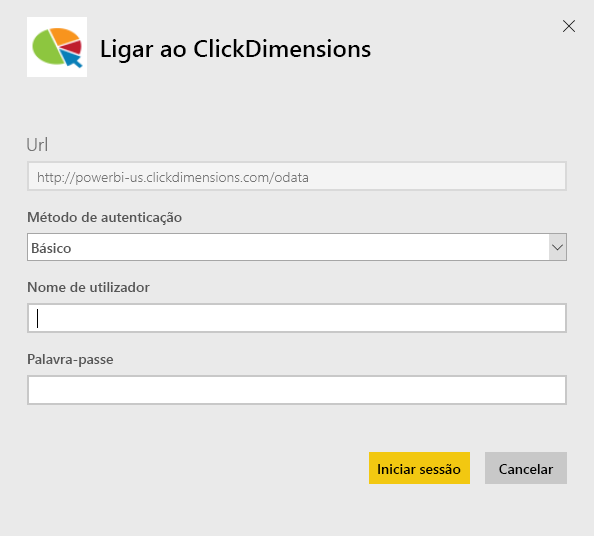 Ligar ao ClickDimensions
Url
http://powerbi-us.clickdimensions.com/odata
Método de autenticação
Básico
Nome de utilizador
Palavra-passe
Iniciar sessão
Cancelar